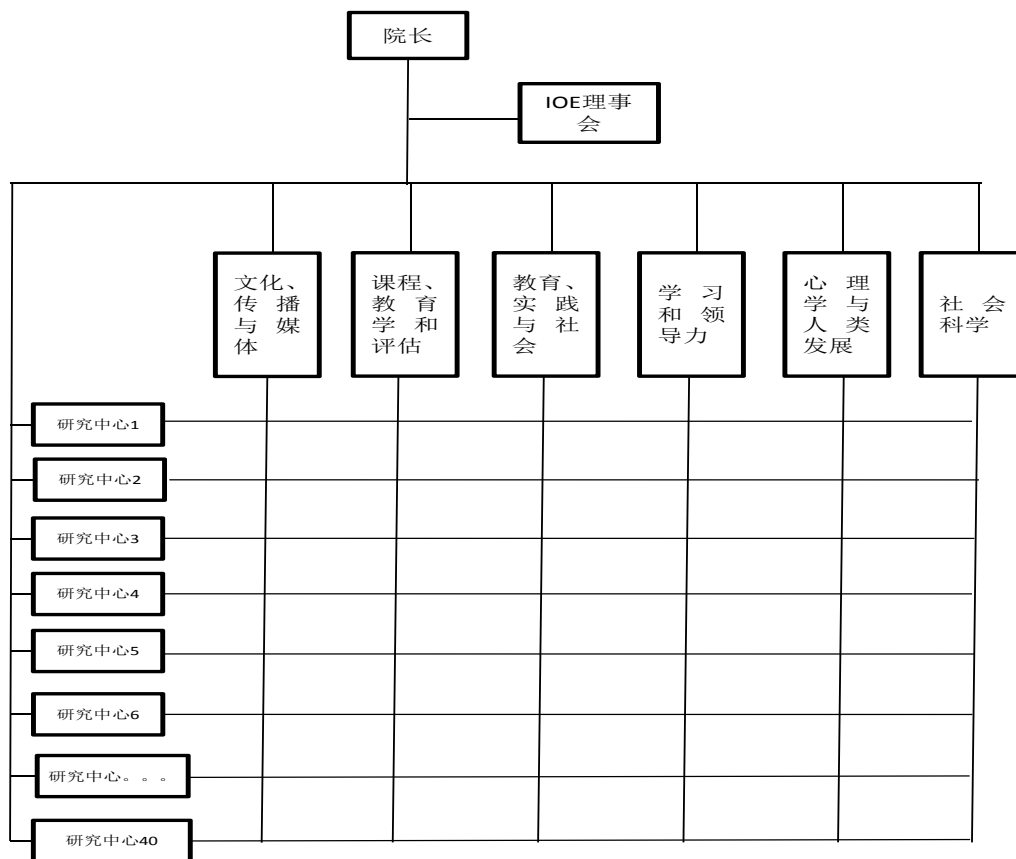 院长
IOE理事
会
文化、
传播
与媒
体
课程、
教育
学和
评估
教育、
实践
与社
会
学习
和领
导力
心理
学与
人类
发展
社会
科学
研究中心1
研究中心2
研究中心3
研究中心4
研究中心5
研究中心6
研究中心。。。
研究中心40